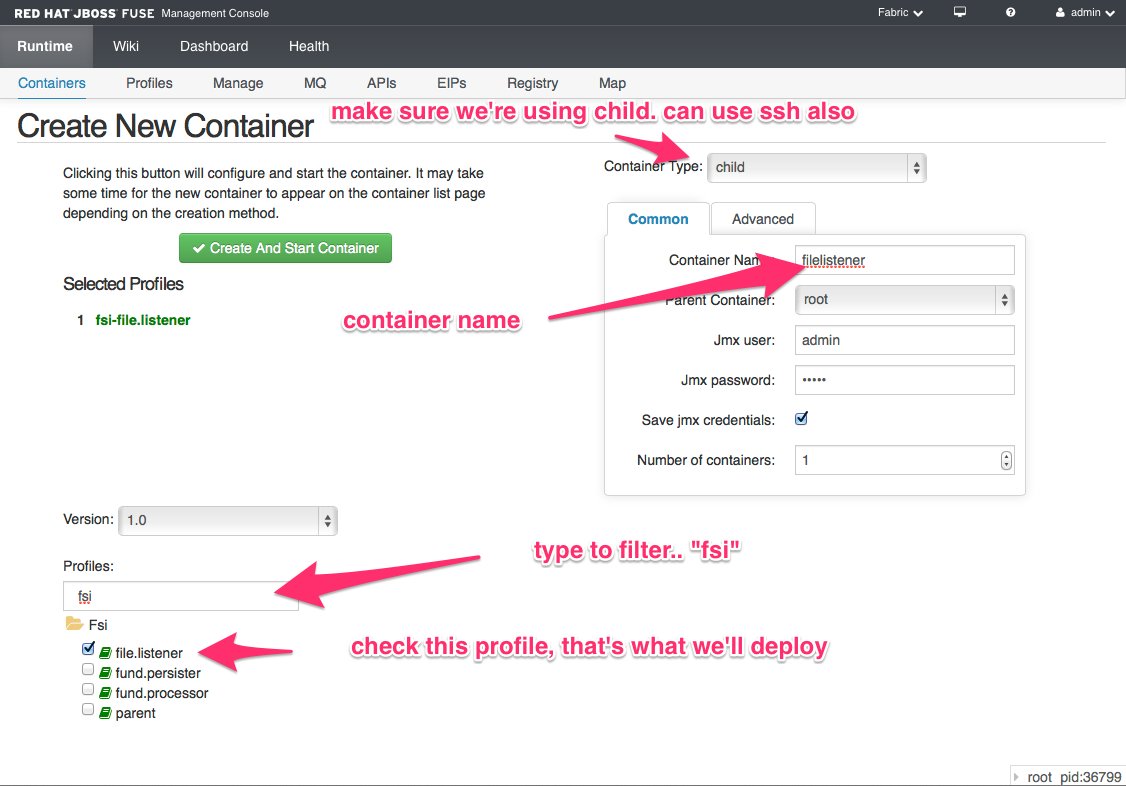 RED HAT JBOSS FUSE Management Console
Fabric
admin
Runtime Wiki Dashboard Health
Containers Profiles Manage MQ APIs EIPs Registry Map
make sure we're using child. can use ssh also
Create New Container
Clicking this button will configure and start the container. It may take
some time for the new container to appear on the container list page
depending on the creation method.
Create And Start Container
Selected Profiles
1 fsi-file.listener
Container Type: child
Common Advanced
Container Name: filelistener
container name
Parent Container: root
Jmx user: admin
Jmx password: •••••
Save jmx credentials:
Number of containers: 1
Version: 1.0
type to filter.. "fsi"
Profiles:
fsi
Fsi
check this profile, that's what we'll deploy
file.listener
fund.persister
fund.processor
parent
root pid:36799